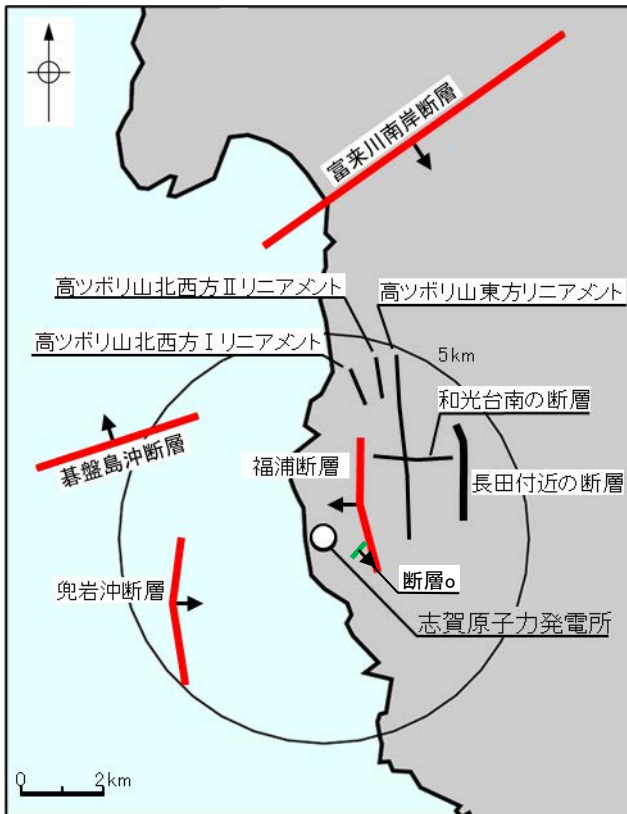 富来川南岸断層
高ツボリ山北西方Ⅱリニアメント
高ツボリ山東方リニアメント
高ツボリ山北西方Ⅰリニアメント
5km
和光台南の断層
碁盤島沖断層
福浦断層
長田付近の断層
断層o
兜岩沖断層
志賀原子力発電所
0 2km